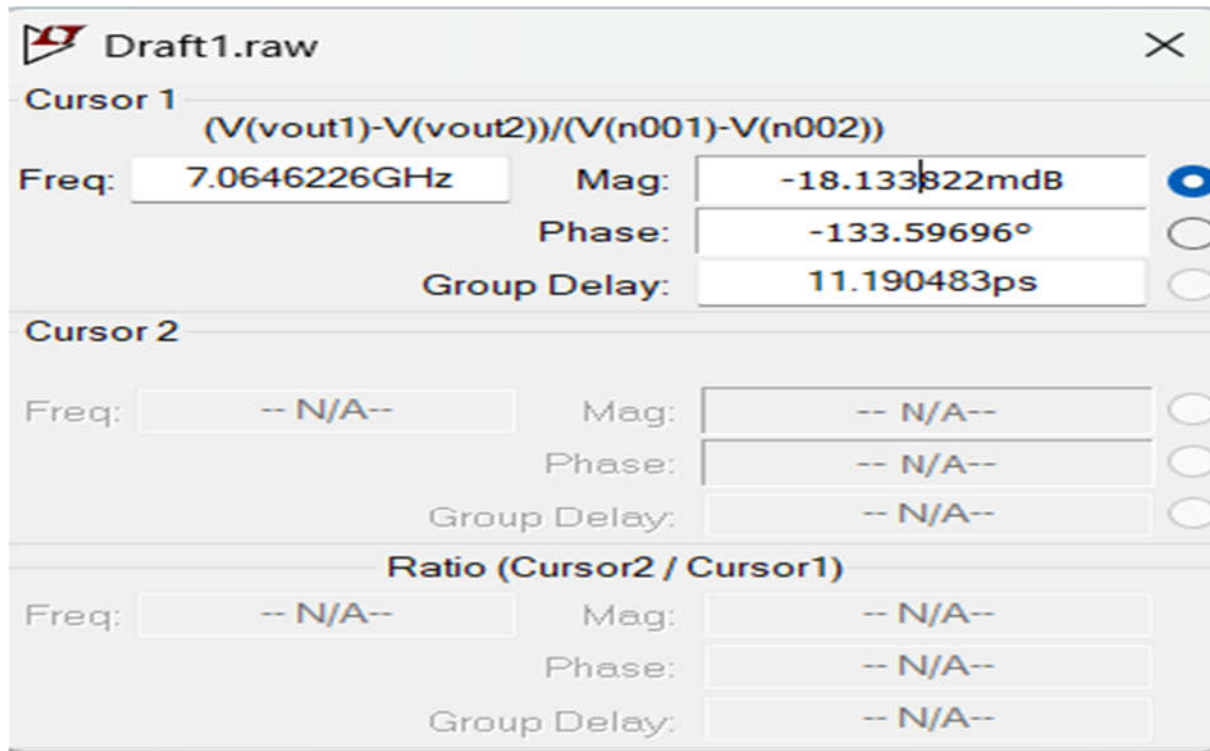 Draft1.raw
Cursor 1
(V(vout1)-V(vout2))/(V(n001)-V(n002))
Freq: 7.0646226GHz Mag: -18.133822mdB
Phase: -133.59696°
Group Delay: 11.190483ps
Cursor 2
Freq: -- N/A-- Mag: -- N/A--
Phase: -- N/A--
Group Delay: -- N/A--
Ratio (Cursor2 / Cursor1)
Freq: -- N/A-- Mag: -- N/A--
Phase: -- N/A--
Group Delay: -- N/A--